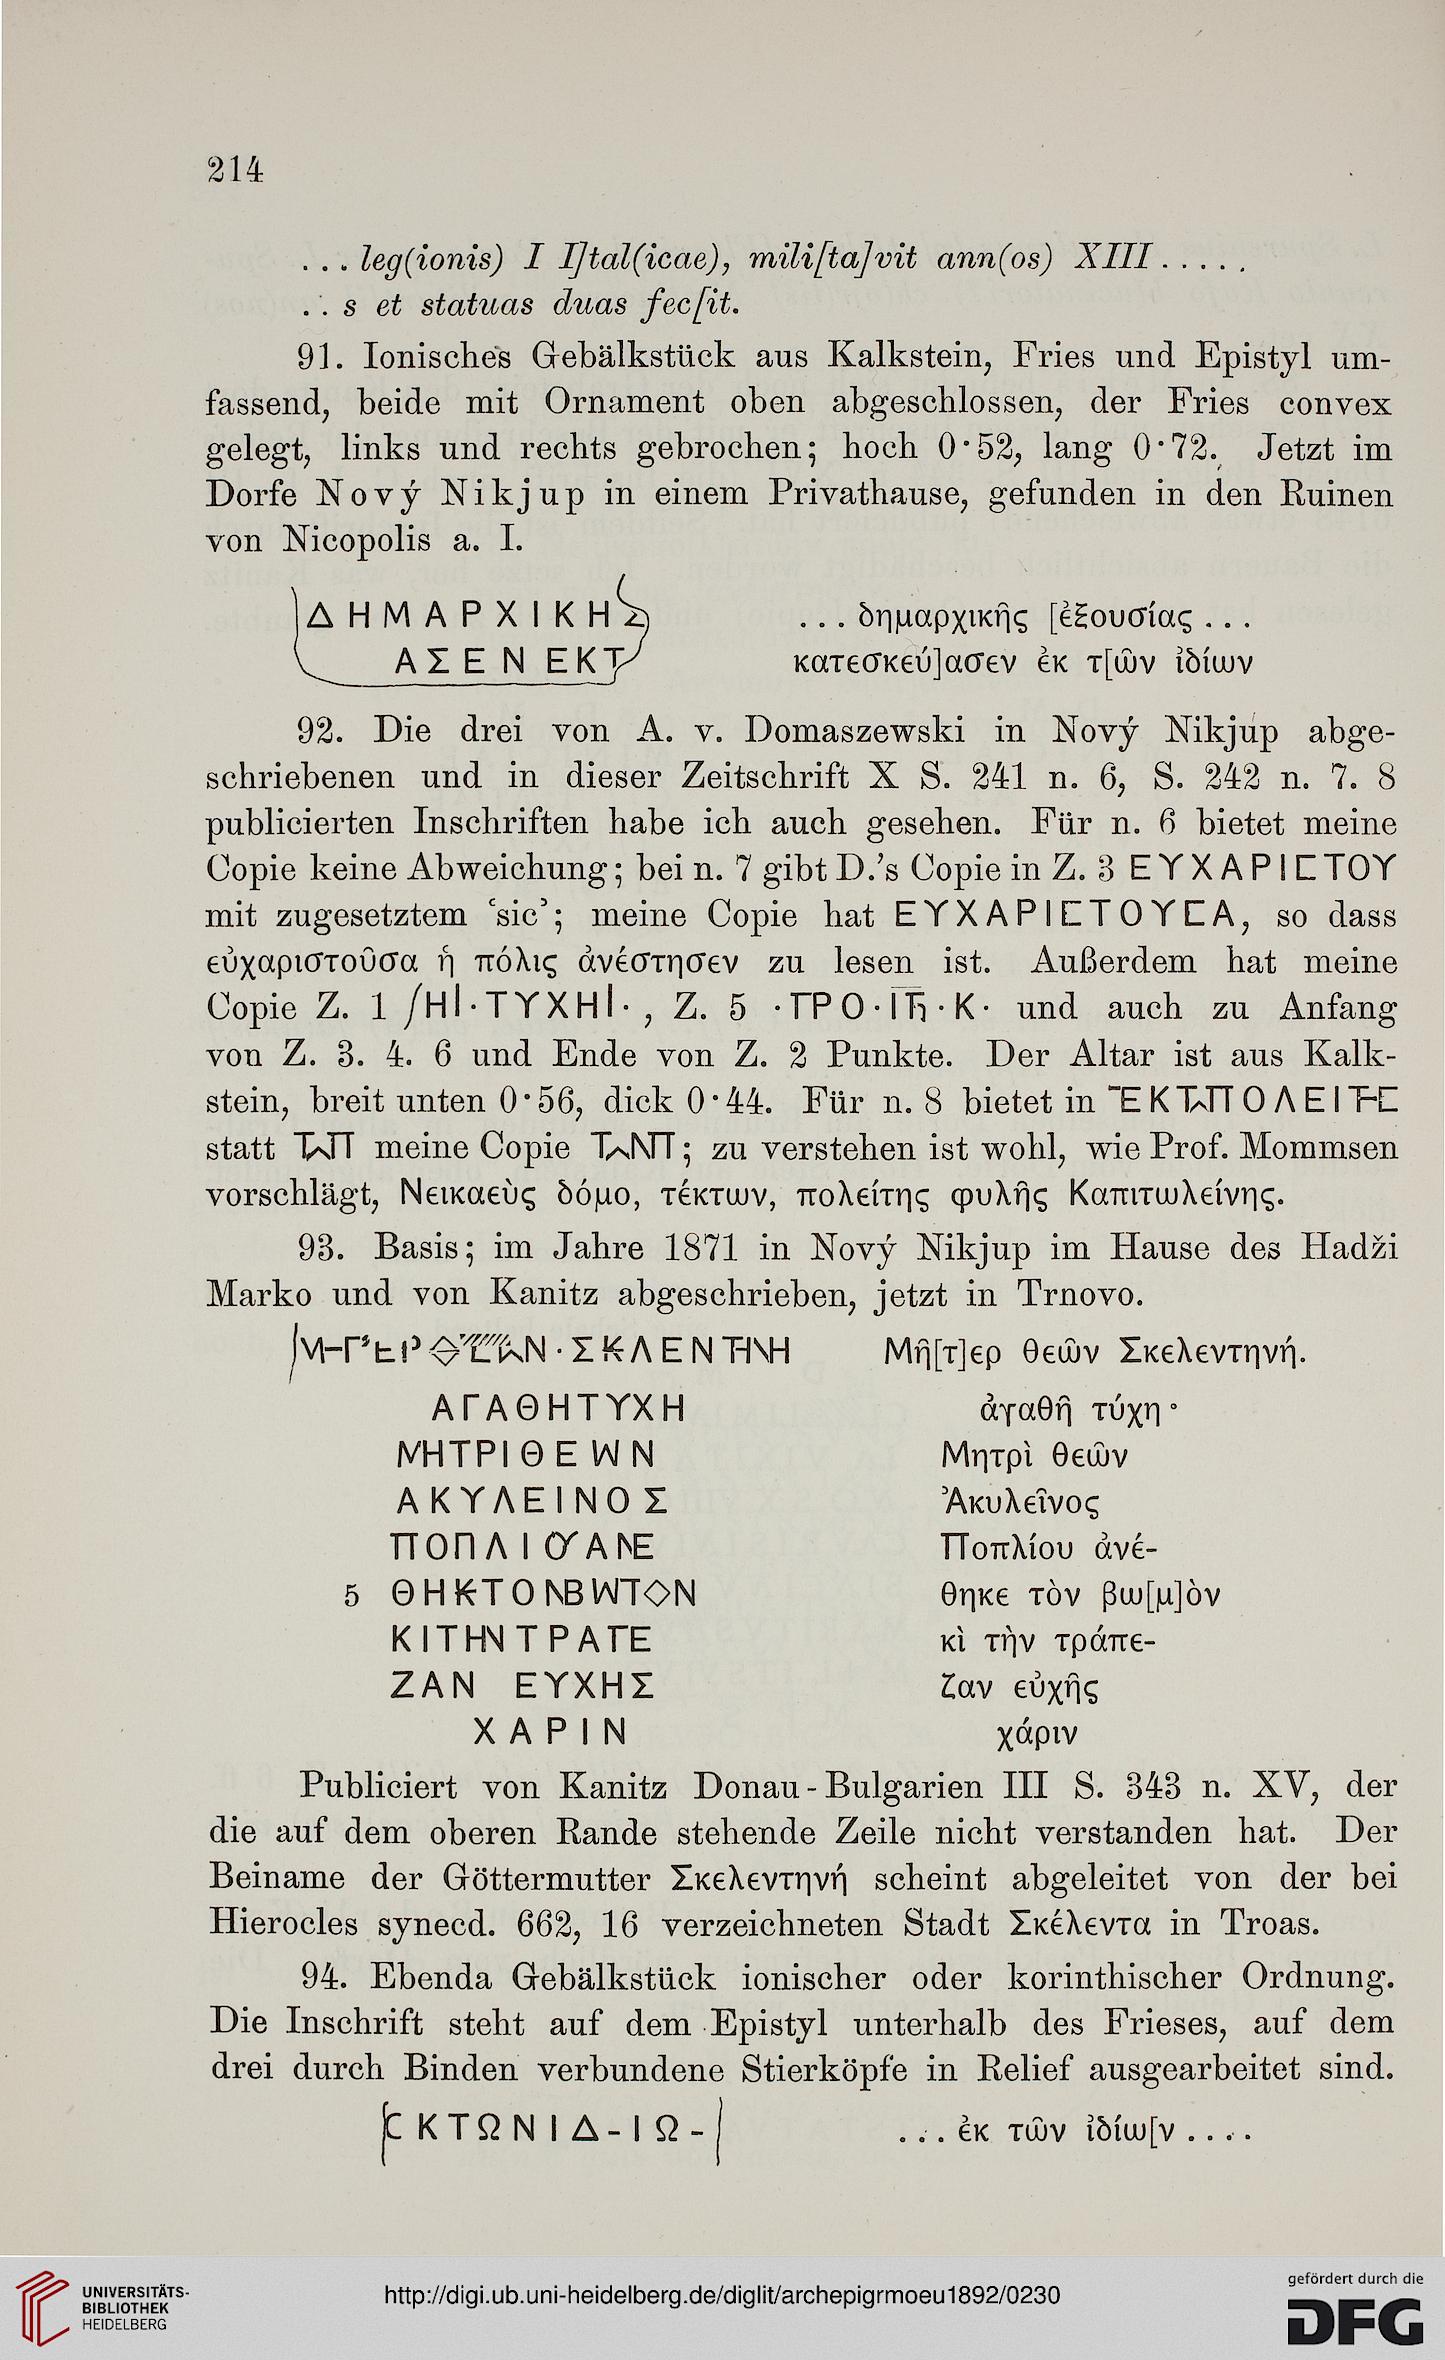 214
... leg(ionis) I I]tal(icae), mili[ta]vit ann(os) XIII.....
.. s et statuas duas fec[it.
91. Ionisches Gebälkstück aus Kalkstein, Fries und Epistyl um-
fassend, beide mit Ornament oben abgeschlossen, der Fries convex
gelegt, links und rechts gebrochen; hoch 0·52, lang 0·72. Jetzt im
Dorfe Nový Nikjup in einem Privathause, gefunden in den Ruinen
von Nicopolis a. I.
ΔΗΜΑΡΧΙΚΗΣ ... δημαρχικῆς [ἐξουσίας ...
ΑΣΕΝ ΕΚΤ κατεσκεύ]ασεν ἐκ τ[ῶν ἰδίων
92. Die drei von A. v. Domaszewski in Nový Nikjup abge-
schriebenen und in dieser Zeitschrift X S. 241 n. 6, S. 242 n. 7. 8
publicierten Inschriften habe ich auch gesehen. Für n. 6 bietet meine
Copie keine Abweichung; bei n. 7 gibt D.'s Copie in Z. 3 ΕΥΧΑΡΙΣΤΟΥ
mit zugesetztem ‘sic’; meine Copie hat ΕΥΧΑΡΙΣΤΟΥΣΑ, so dass
εὐχαριστοῦσα ἡ πόλις ἀνέστησεν zu lesen ist. Außerdem hat meine
Copie Z. 1 /ΗΙ·ΤΥΧΗΙ·, Z. 5 ·ΠΡΟ· ·Κ· und auch zu Anfang
von Z. 3. 4. 6 und Ende von Z. 2 Punkte. Der Altar ist aus Kalk-
stein, breit unten 0·56, dick 0·44. Für n. 8 bietet in ΤΕΚΤωΠΟΛΕΙΤΗΣ
statt ΤωΠ meine Copie ΤωΝΠ; zu verstehen ist wohl, wie Prof. Mommsen
vorschlägt, Νεικαεὺς δόμο, τέκτων, πολείτης φυλῆς Καπιτωλείνης.
93. Basis; im Jahre 1871 in Nový Nikjup im Hause des Hadži
Marko und von Kanitz abgeschrieben, jetzt in Trnovo.
Ν·ΣΚΛΕΝΤΗΝΗ Μῆ[τ]ερ θεῶν Σκελεντηνή.
ΑΓΑΘΗΤΥΧΗ ἀγαθῆ τύχη·
ΜΗΤΡΙΘΕWΝ Μητρὶ θεῶν
ΑΚΥΛΕΙΝΟΣ Ἀκυλεῖνος
ΠΟΠΛΙΟΥΑΝΕ Ποπλίου ἀνέ-
5 ΘΗΚΕΤΟΝΒWΤΟΝ θηκε τὸν βω[μ]ὸν
ΚΙΤΗΝΤΡΑΠΕ κὶ τὴν τράπε-
ΖΑΝ ΕΥΧΗΣ ζαν εὐχῆς
ΧΑΡΙΝ χάριν
Publiciert von Kanitz Donau-Bulgarien III S. 343 n. XV, der
die auf dem oberen Rande stehende Zeile nicht verstanden hat. Der
Beiname der Göttermutter Σκελεντηνή scheint abgeleitet von der bei
Hierocles synecd. 662, 16 verzeichneten Stadt Σκέλεντα in Troas.
94. Ebenda Gebälkstück ionischer oder korinthischer Ordnung.
Die Inschrift steht auf dem Epistyl unterhalb des Frieses, auf dem
drei durch Binden verbundene Stierköpfe in Relief ausgearbeitet sind.
ϹΚΤΩΝΙΔ-ΙΩ- ... ἐκ τῶν ἰδίω[ν ....
UNIVERSITÄTS-
BIBLIOTHEK
HEIDELBERG
http://digi.ub.uni-heidelberg.de/diglit/archepigrmoeu1892/0230
gefördert durch die
DFG